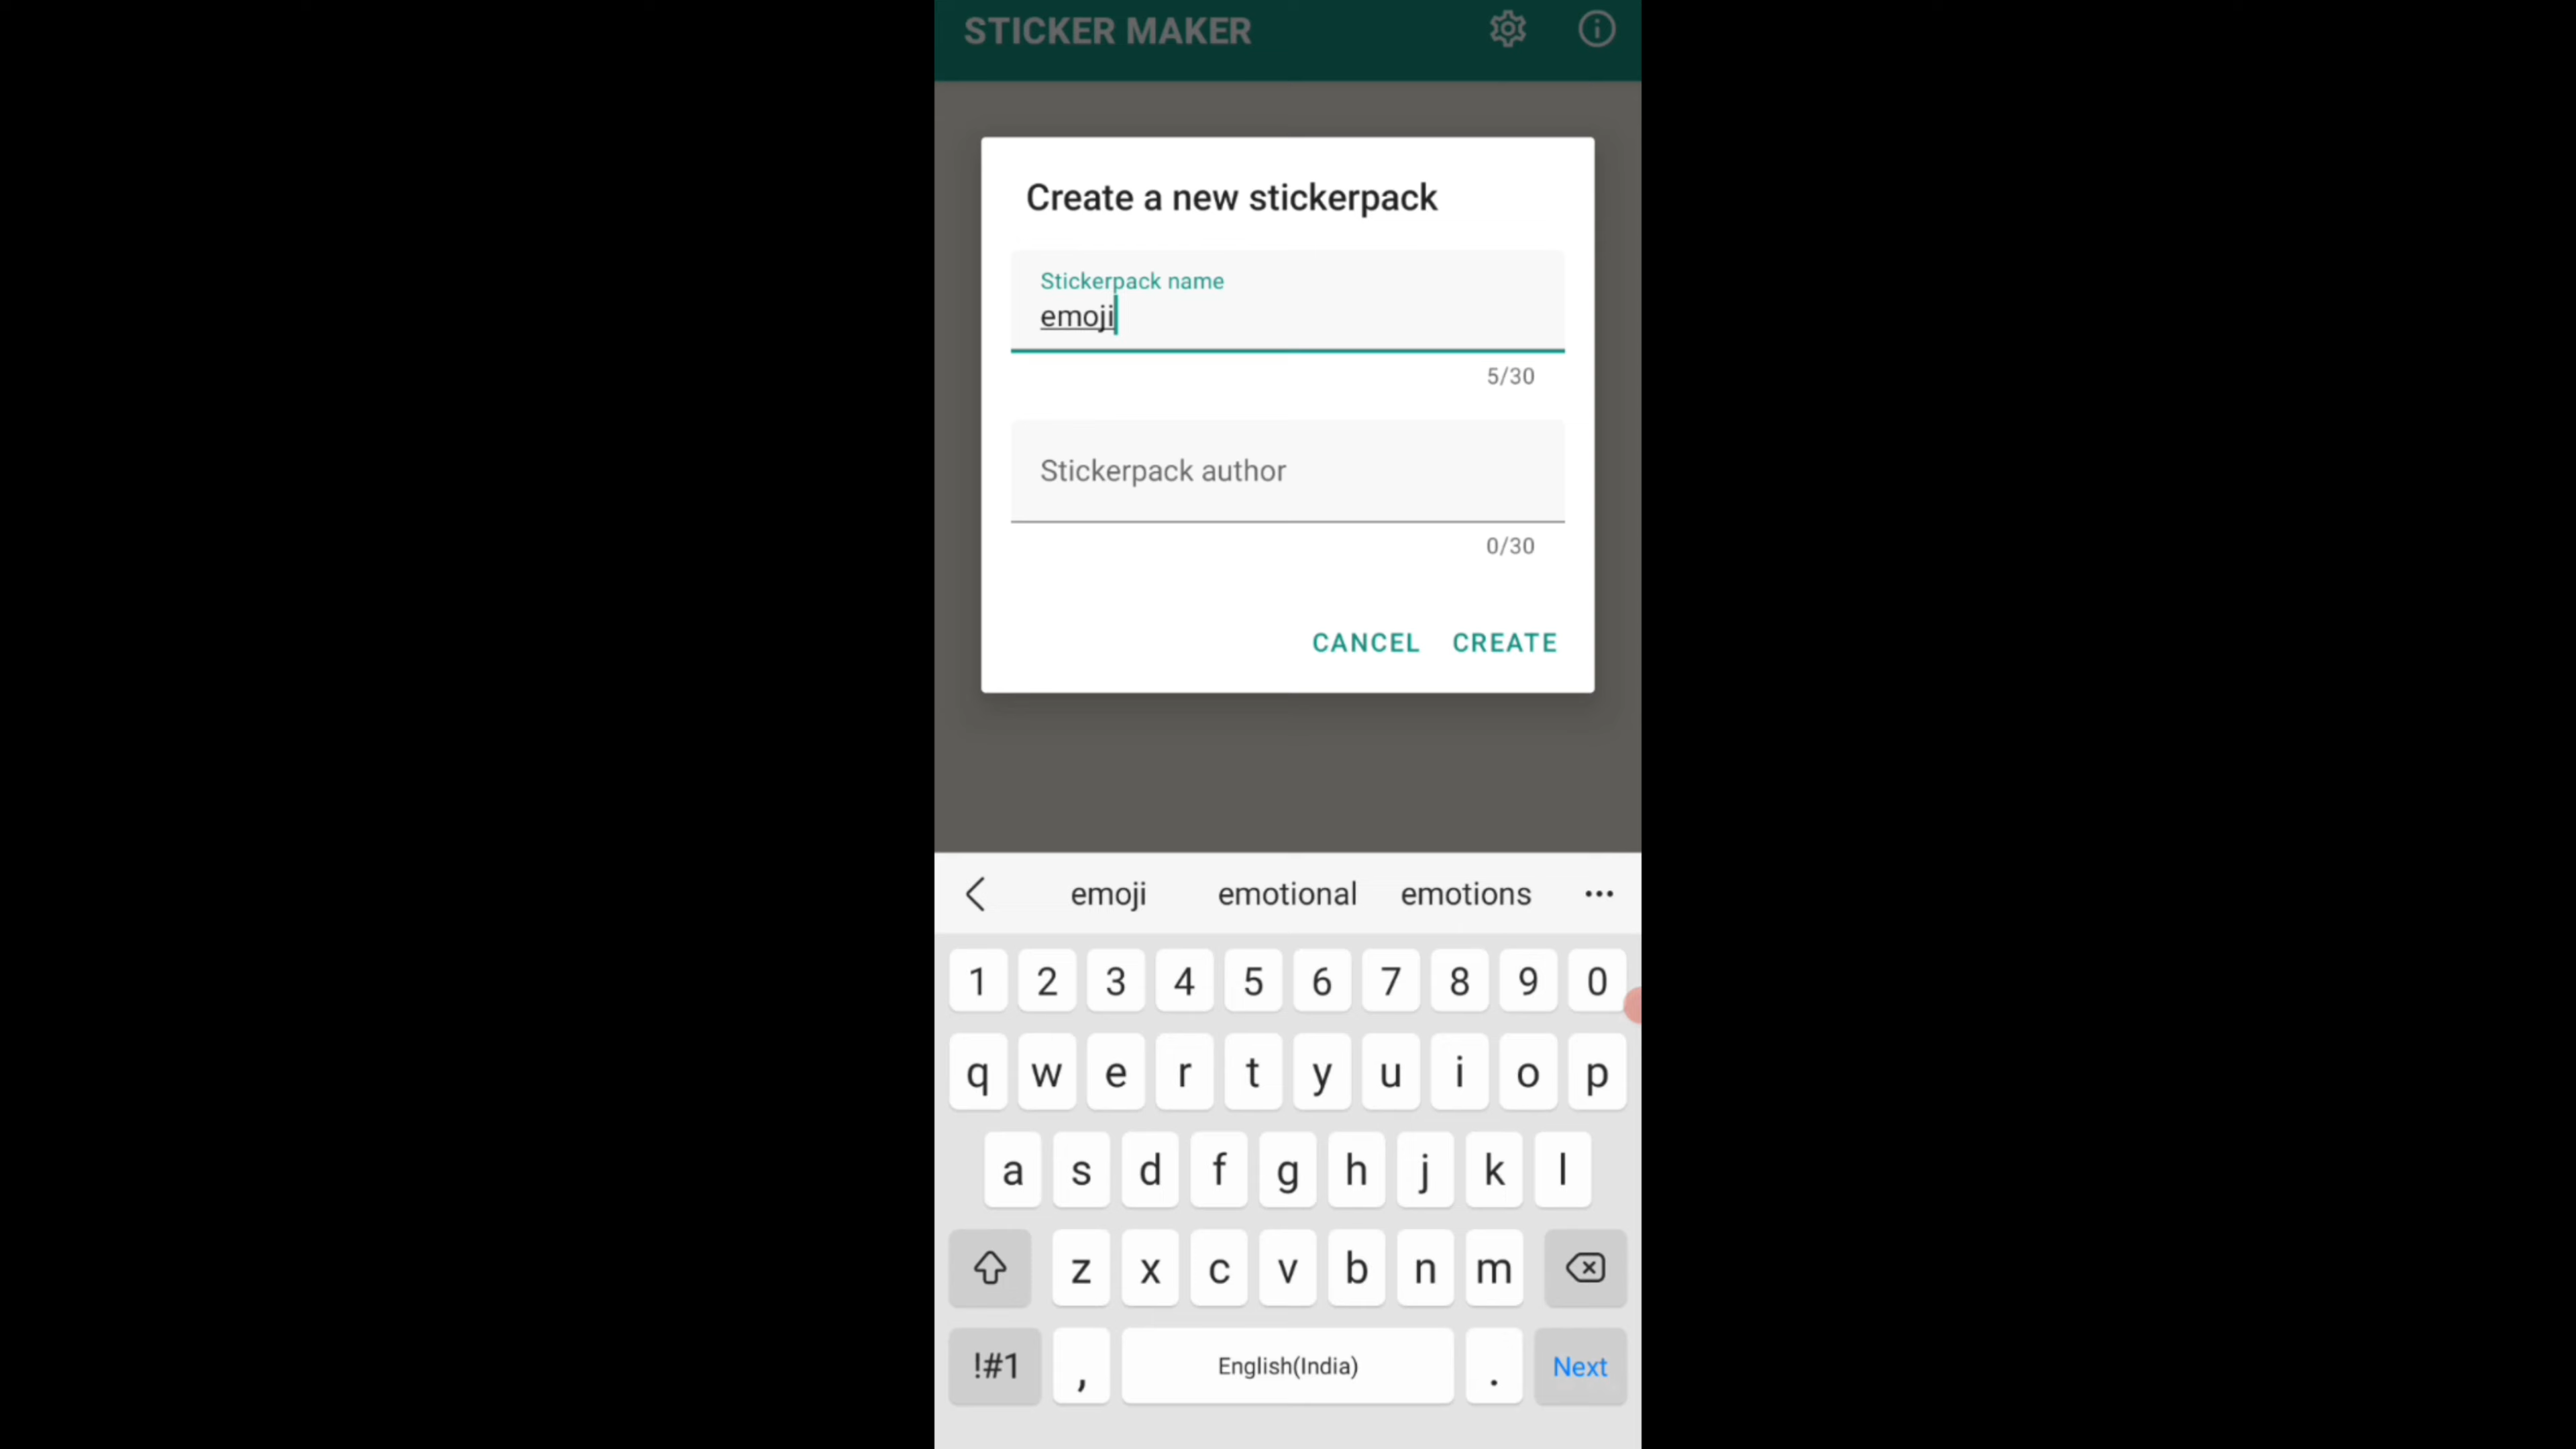 STICKER MAKER
Create a new stickerpack
Stickerpack name
emoji
5/30
Stickerpack author
0/30
CANCEL CREATE
emoji emotional emotions
1 2 3 4 5 6 7 8 9 0
q w e r t y u i o p
a s d f g h j k l
z x c v b n m
!#1 , English(India) . Next